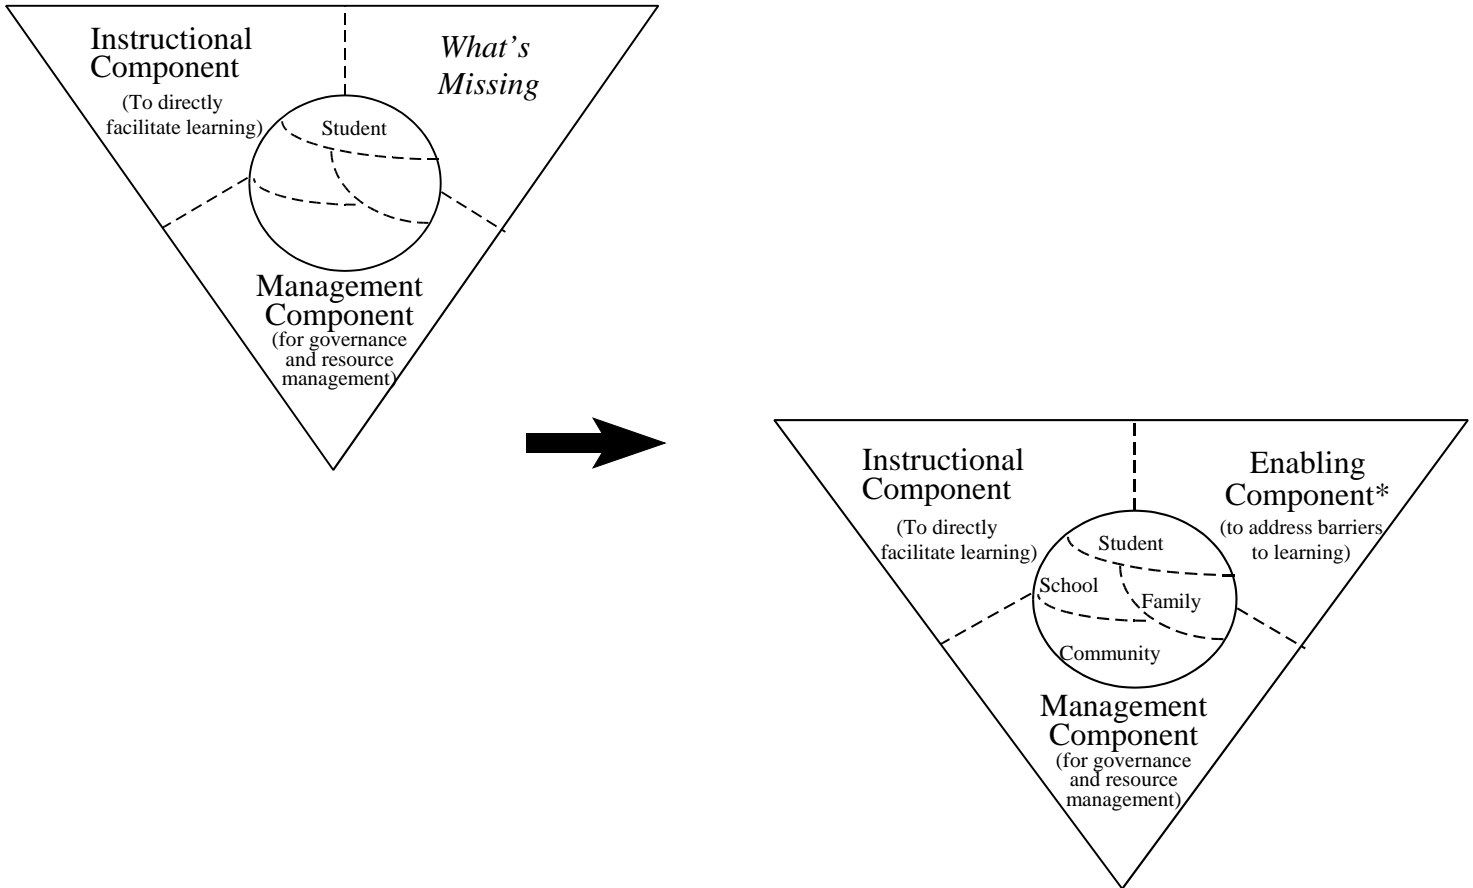 Instructional
Component
(To directly
facilitate learning)
What's
Missing
Student
Management
Component
(for governance
and resource
management)
Instructional
Component
(To directly
facilitate learning)
Enabling
Component*
(to address barriers
to learning)
Student
School
Family
Community
Management
Component
(for governance
and resource
management)